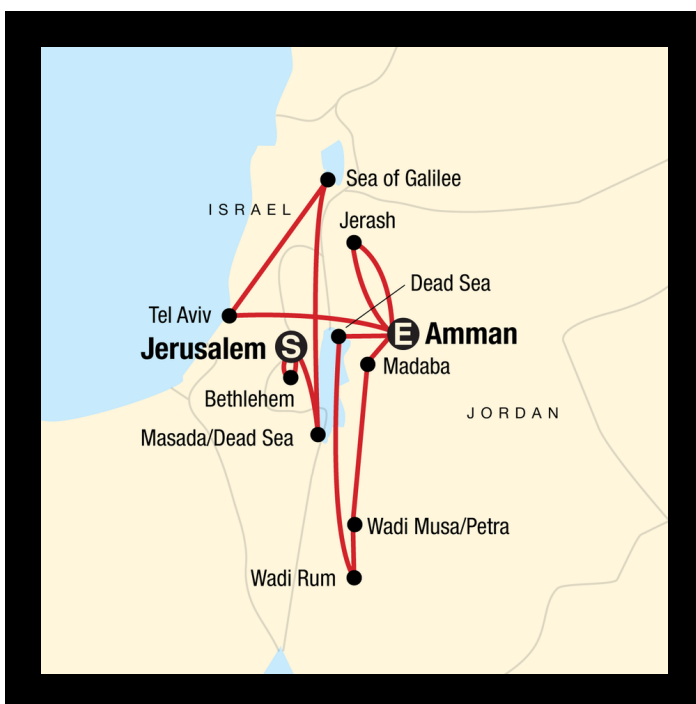 Sea of Galilee
ISRAEL
Jerash
Dead Sea
Tel Aviv
E Amman
Jerusalem S
Madaba
Bethlehem
JORDAN
Masada/Dead Sea
Wadi Musa/Petra
Wadi Rum